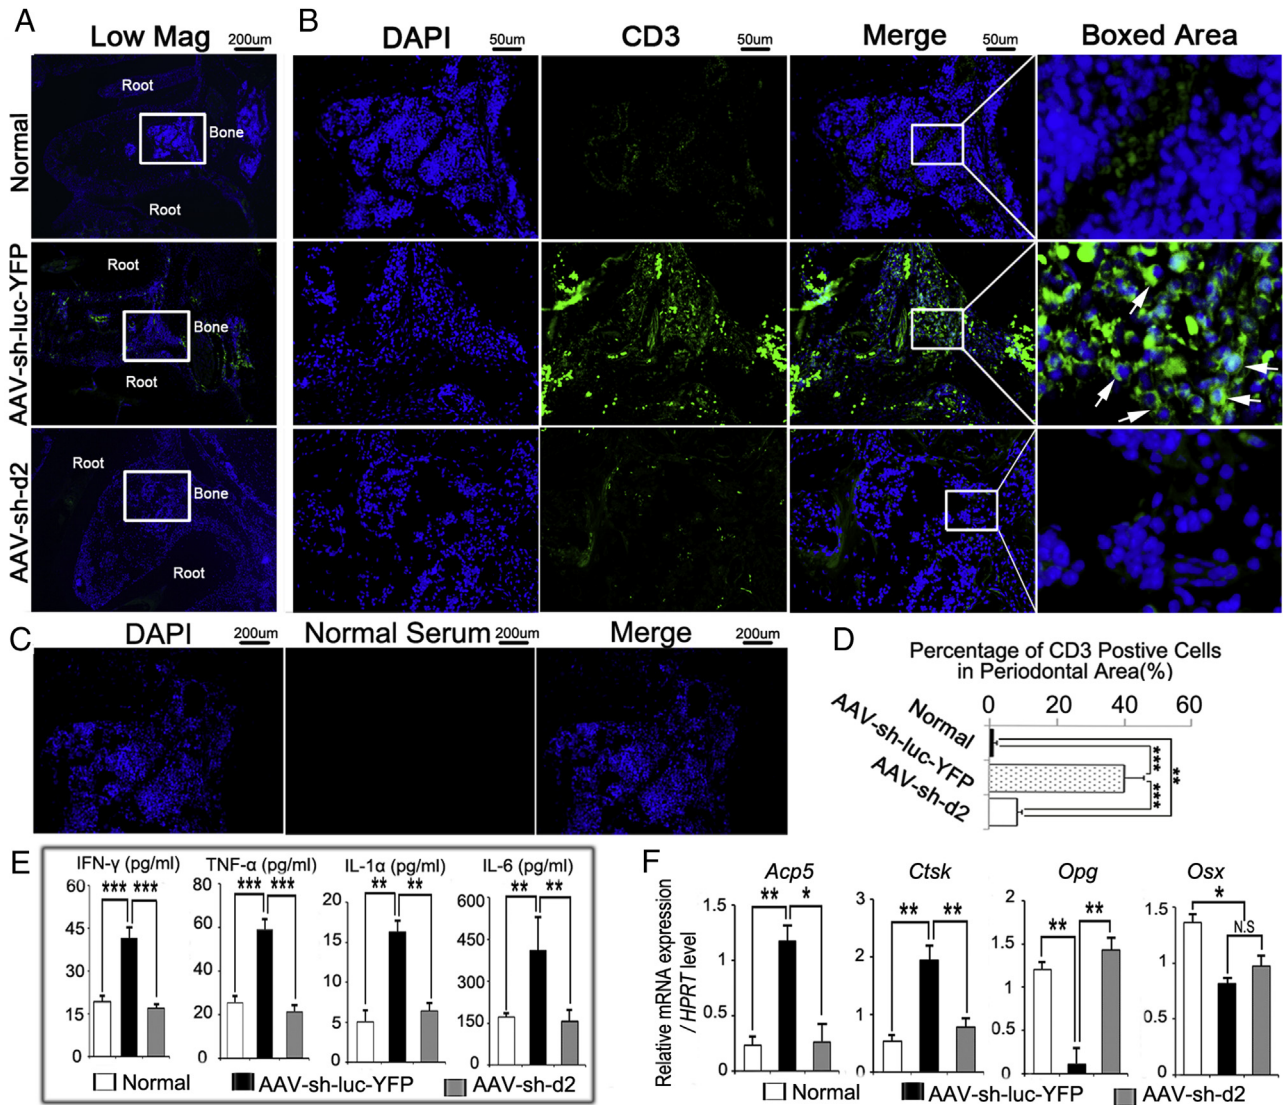 A
Low Mag
200um
B
DAPI
50um
CD3
50um
Merge
50um
Boxed Area
Normal
Root
Bone
Root
AAV-sh-luc-YFP
Root
Bone
Root
AAV-sh-d2
Root
Bone
Root
C
DAPI
200um
Normal Serum
200um
Merge
200um
D
Percentage of CD3 Postive Cells
in Periodontal Area(%)
0 20 40 60
Normal
AAV-sh-luc-YFP
AAV-sh-d2
***
***
**
E
IFN-γ (pg/ml)
60
45
30
15
0
*** ***
TNF-α (pg/ml)
80
60
40
20
0
*** ***
IL-1α (pg/ml)
20
15
10
5
0
** **
IL-6 (pg/ml)
600
450
300
150
0
** **
Normal
AAV-sh-luc-YFP
AAV-sh-d2
F
Relative mRNA expression
/ HPRT level
Acp5
1.5
1
0.5
0
** *
Ctsk
3
2
1
0
** **
Opg
2
1.5
1
0.5
0
** **
Osx
1.5
1
0.5
0
*
N.S
Normal
AAV-sh-luc-YFP
AAV-sh-d2